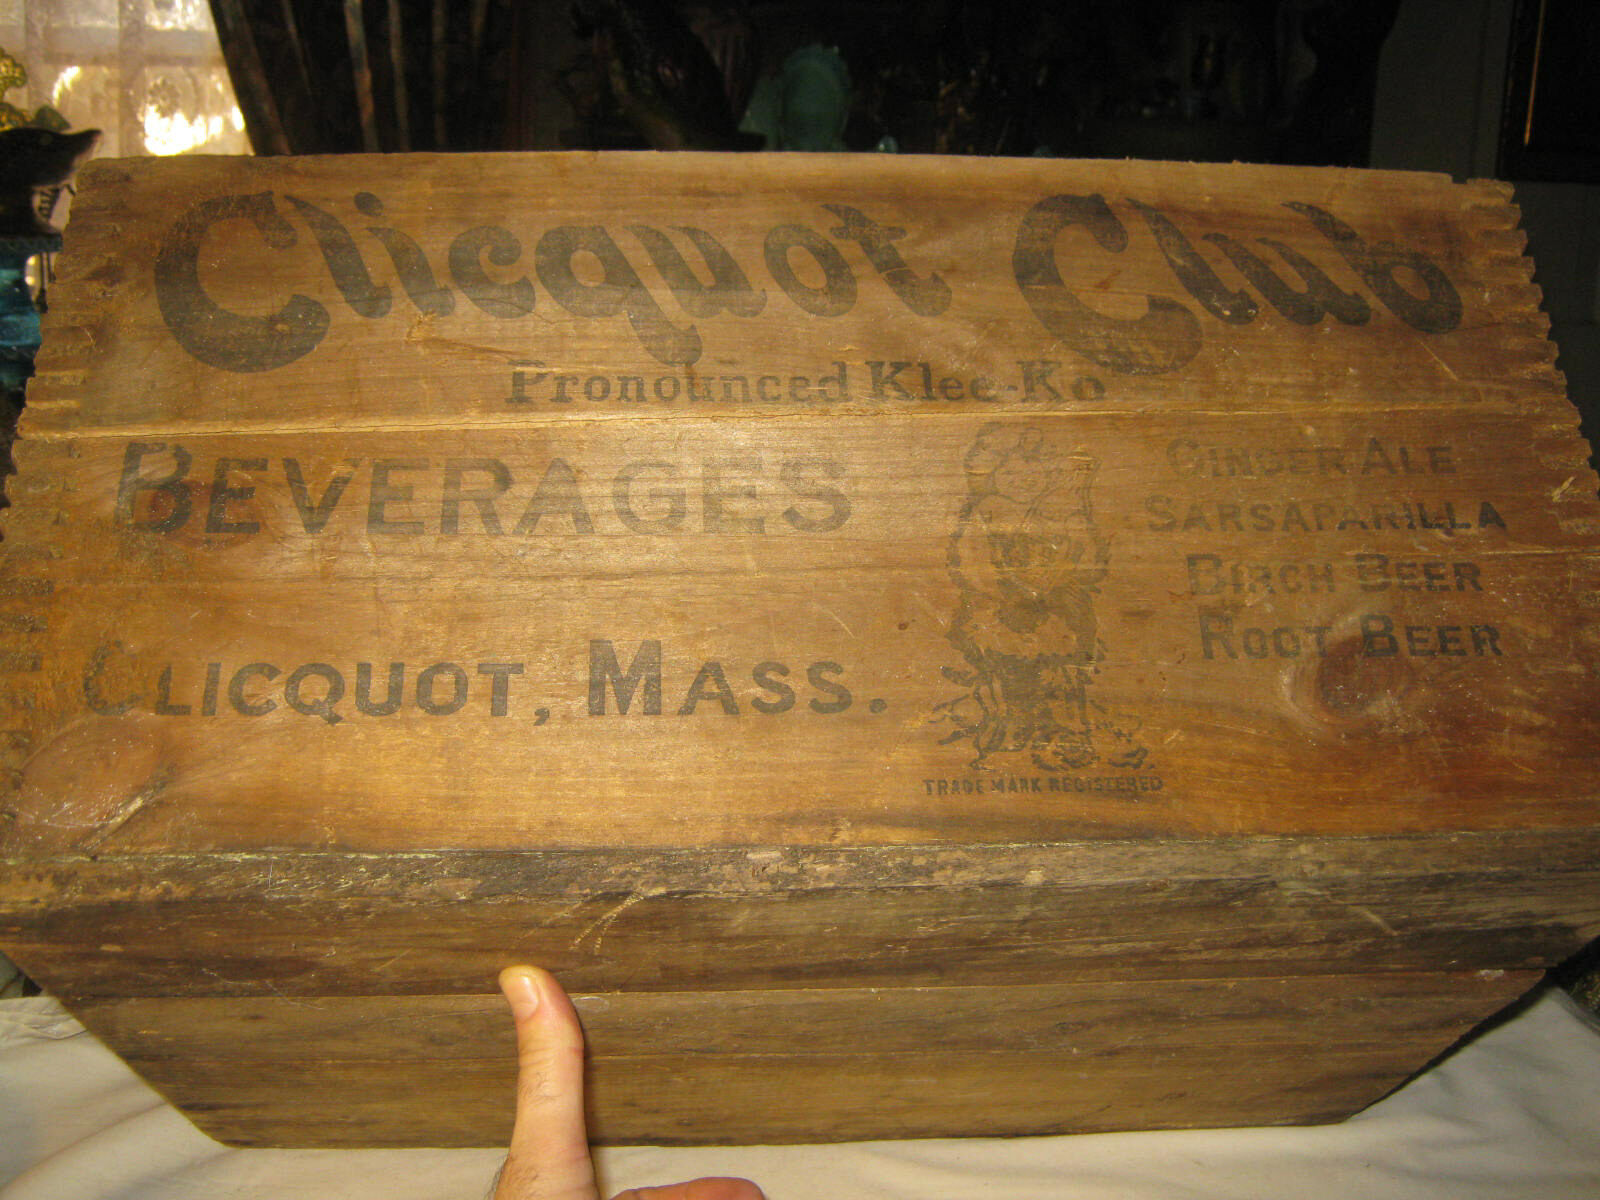 Clicquot Club
Pronounced Klee-Ko
BEVERAGES
CLICQUOT, MASS.
GINGER ALE
SARSAPARILLA
BIRCH BEER
ROOT BEER
TRADE MARK REGISTERED